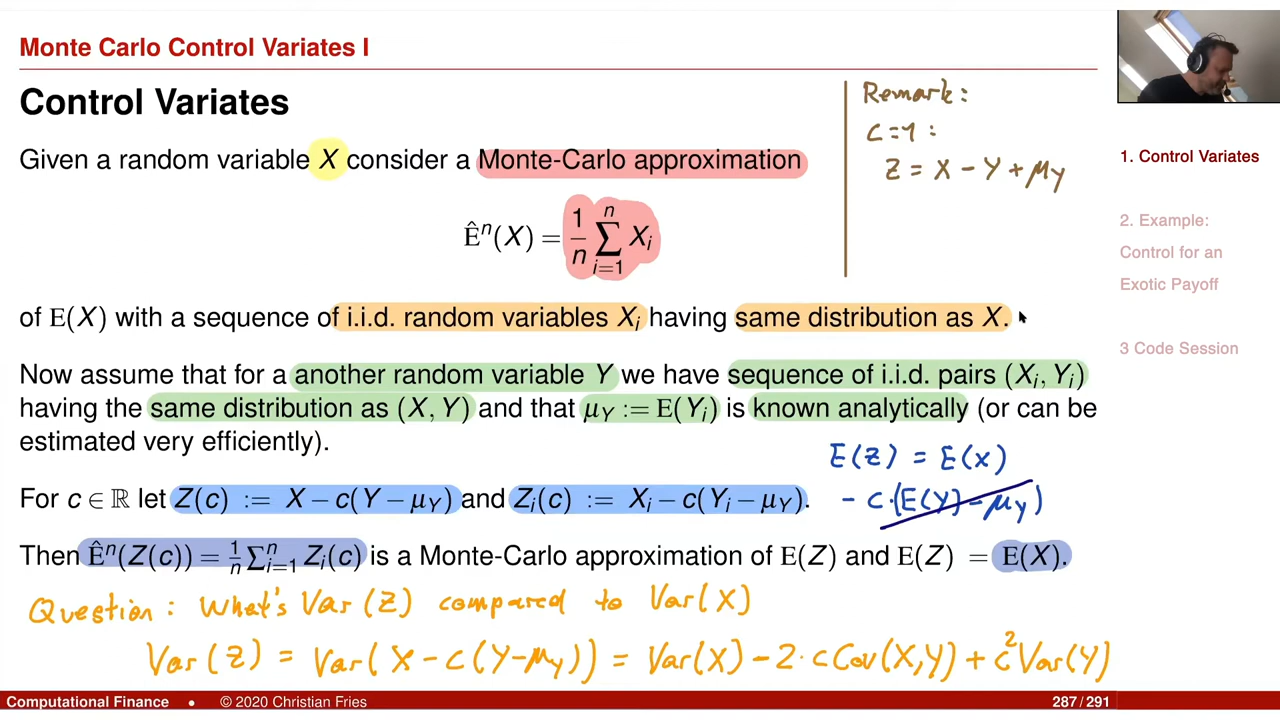 Monte Carlo Control Variates I
Control Variates
Given a random variable X consider a Monte-Carlo approximation
Ê^n(X) = 1/n ∑_{i=1}^{n} X_i
of E(X) with a sequence of i.i.d. random variables X_i having same distribution as X.
Now assume that for a another random variable Y we have sequence of i.i.d. pairs (X_i, Y_i)
having the same distribution as (X, Y) and that μ_Y := E(Y_i) is known analytically (or can be
estimated very efficiently).
For c ∈ ℝ let Z(c) := X − c(Y − μ_Y) and Z_i(c) := X_i − c(Y_i − μ_Y).
Then Ê^n(Z(c)) = 1/n ∑_{i=1}^{n} Z_i(c) is a Monte-Carlo approximation of E(Z) and E(Z) = E(X).
Remark:
c=1:
Z = X − Y + μ_Y
E(Z) = E(X)
− c·(E(Y) − μ_Y)
Question: What's Var(Z) compared to Var(X)
Var(Z) = Var(X − c(Y−μ_Y)) = Var(X) − 2·c Cov(X,Y) + c² Var(Y)
1. Control Variates
2. Example:
Control for an
Exotic Payoff
3 Code Session
Computational Finance • © 2020 Christian Fries 287/291